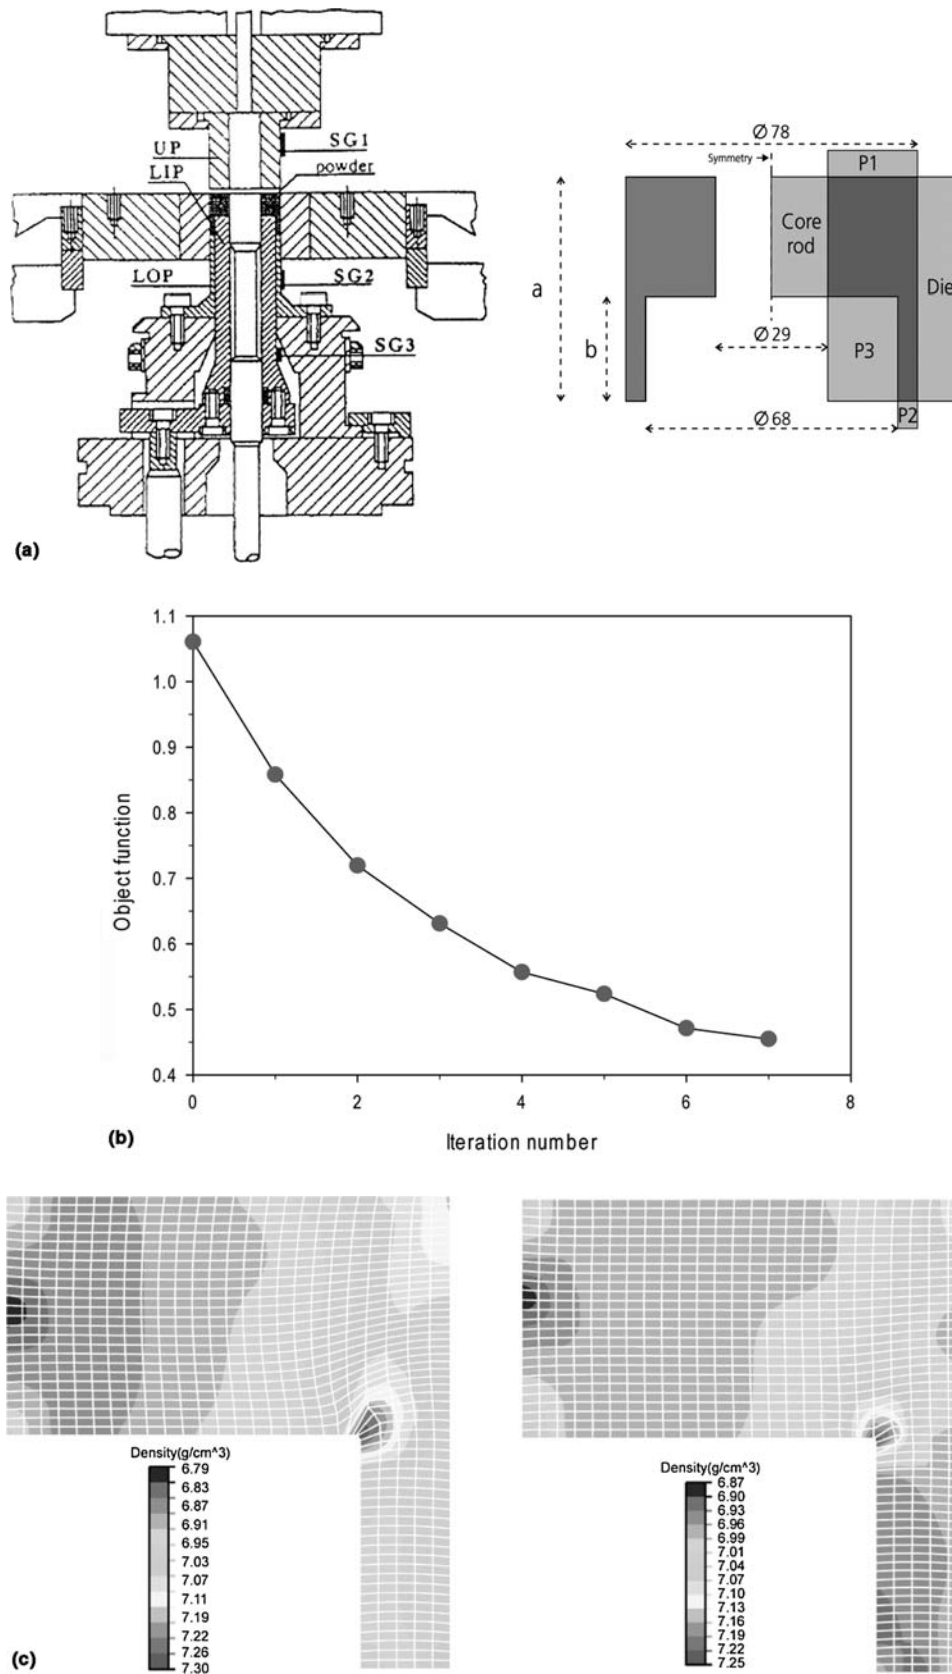 UP
SG1
LIP
powder
LOP
SG2
SG3
(a)
Ø78
Symmetry
P1
Core
rod
Die
a
b
Ø29
P3
Ø68
P2
1.1
1.0
0.9
0.8
0.7
0.6
0.5
0.4
Object function
0
2
4
6
8
Iteration number
(b)
Density(g/cm^3)
6.79
6.83
6.87
6.91
6.95
7.03
7.07
7.11
7.19
7.22
7.26
7.30
Density(g/cm^3)
6.87
6.90
6.93
6.96
6.99
7.01
7.04
7.07
7.10
7.13
7.16
7.19
7.22
7.25
(c)